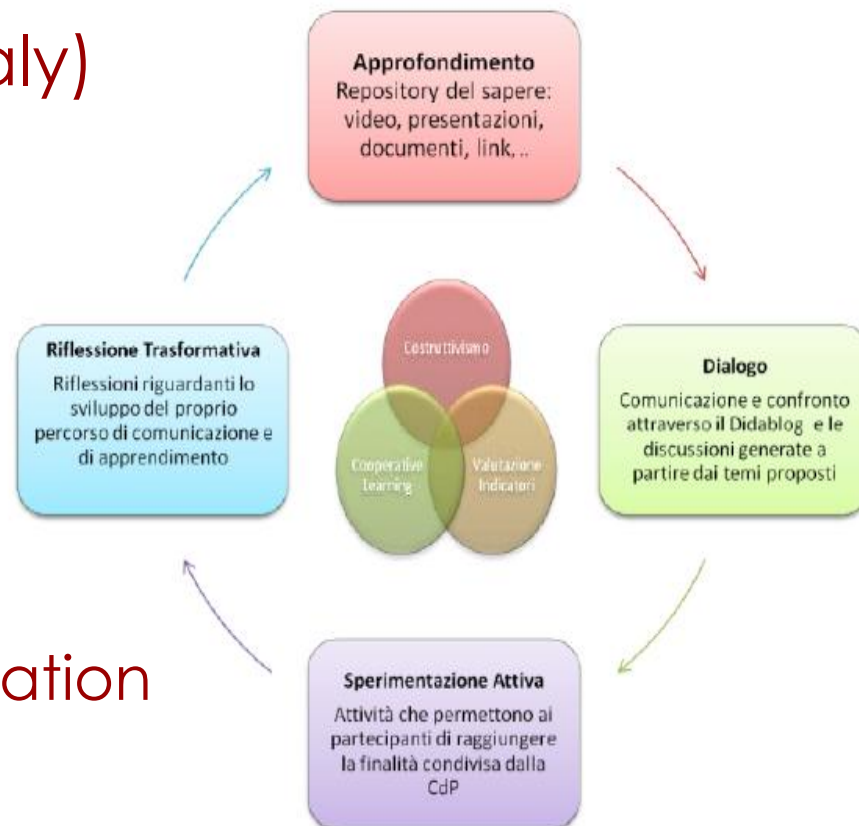 aly)
Approfondimento
Repository del sapere:
video, presentazioni,
documenti, link, ..
Riflessione Trasformativa
Riflessioni riguardanti lo
sviluppo del proprio
percorso di comunicazione e
di apprendimento
Costruttivismo
Cooperative
Learning
Valutazione
Indicatori
Dialogo
Comunicazione e confronto
attraverso il Didablog e le
discussioni generate a
partire dai temi proposti
ation
Sperimentazione Attiva
Attività che permettono ai
partecipanti di raggiungere
la finalità condivisa dalla
CdP